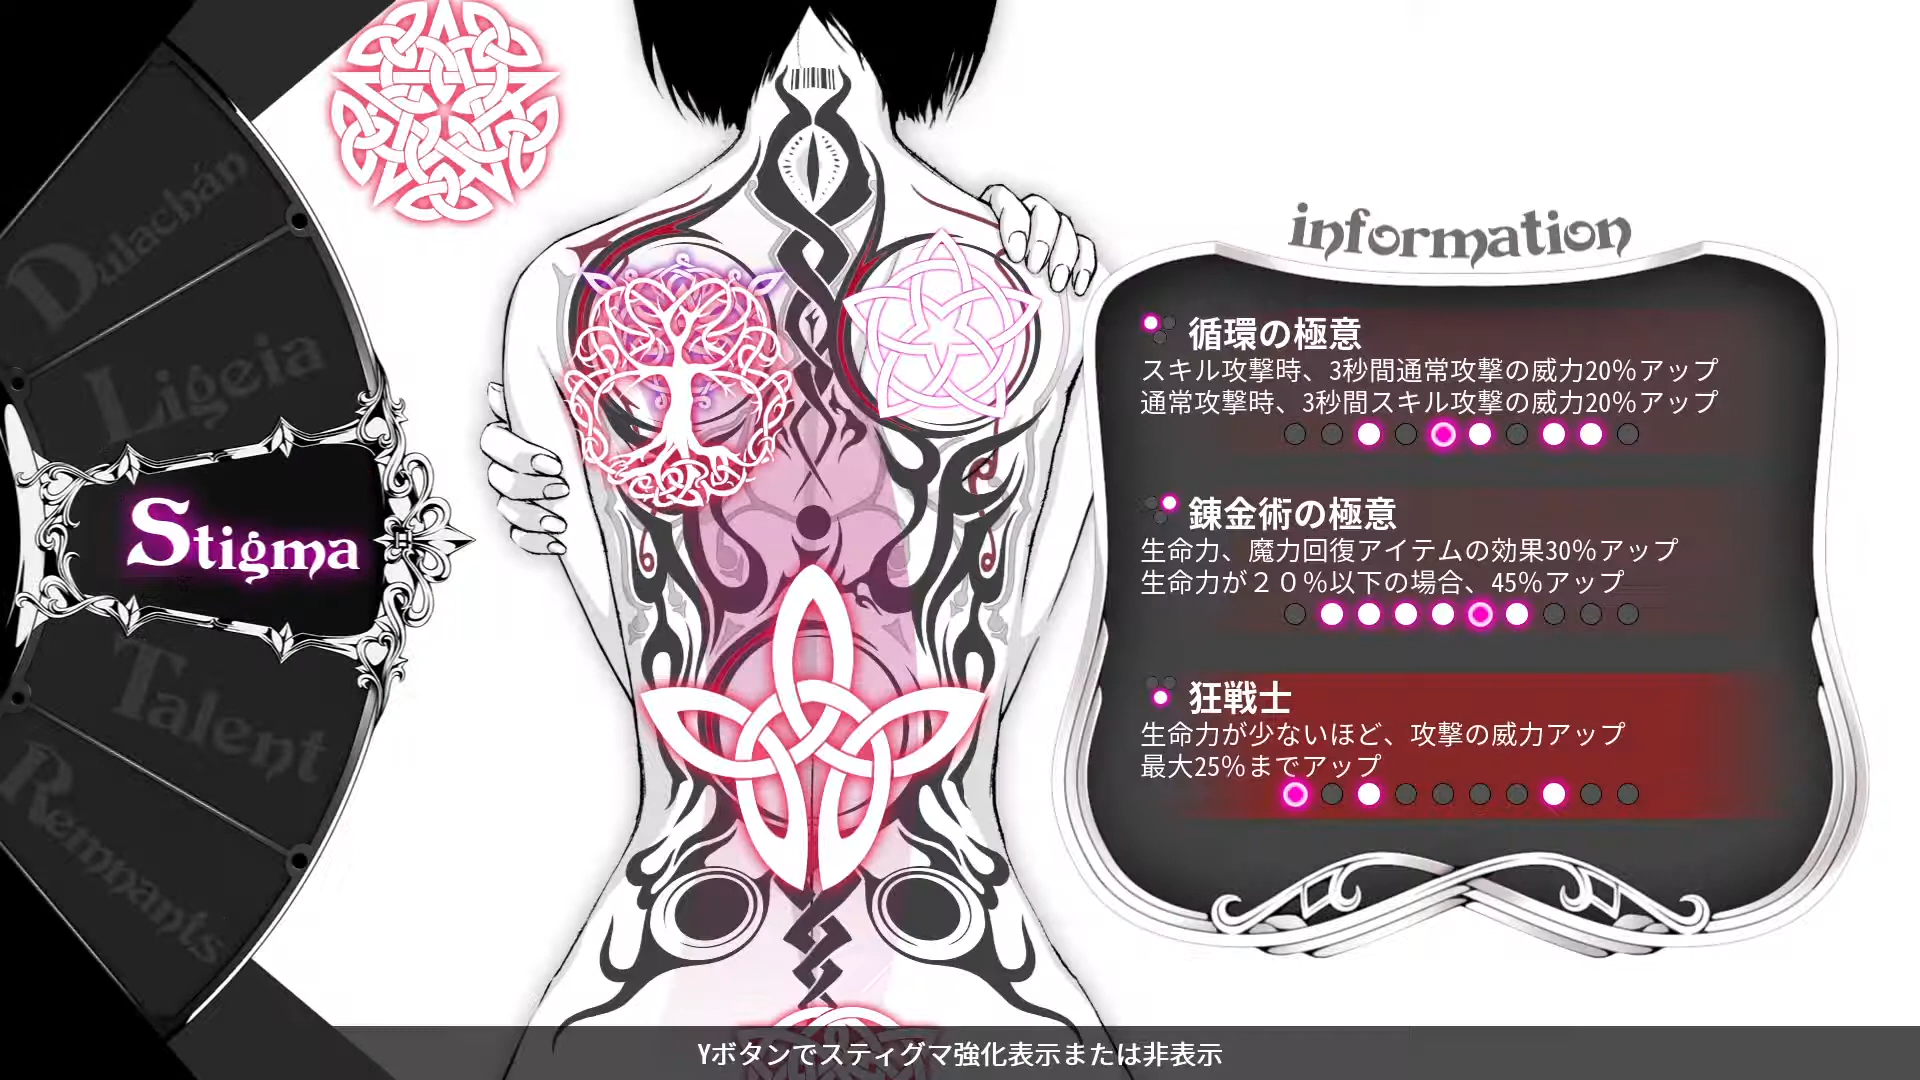 Dulachán
Ligeia
Stigma
Talent
Remnants
information
循環の極意
スキル攻撃時、3秒間通常攻撃の威力20%アップ
通常攻撃時、3秒間スキル攻撃の威力20%アップ
錬金術の極意
生命力、魔力回復アイテムの効果30%アップ
生命力が２０%以下の場合、45%アップ
狂戦士
生命力が少ないほど、攻撃の威力アップ
最大25%までアップ
Yボタンでスティグマ強化表示または非表示